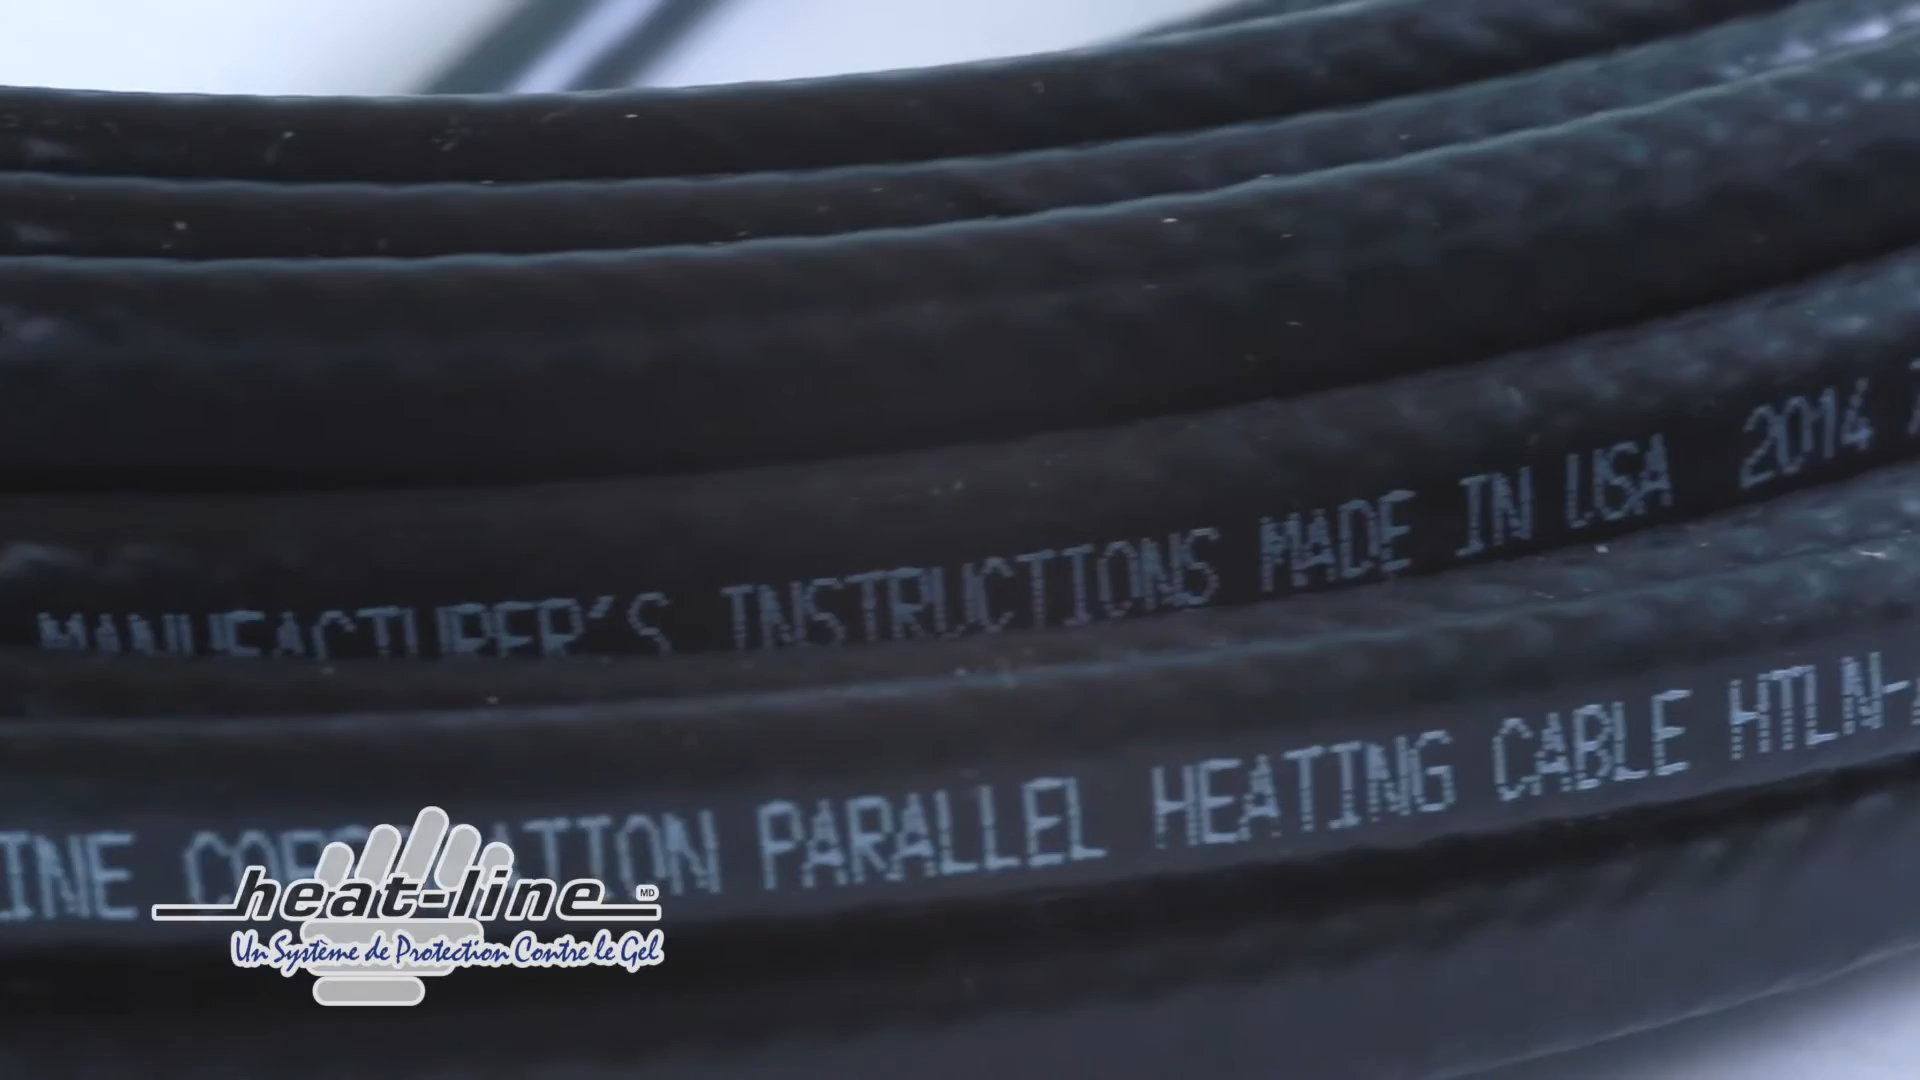 MANUFACTURER'S INSTRUCTIONS MADE IN USA 2014
INE CORPORATION PARALLEL HEATING CABLE HTLN-
heat-line MD
Un Système de Protection Contre le Gel